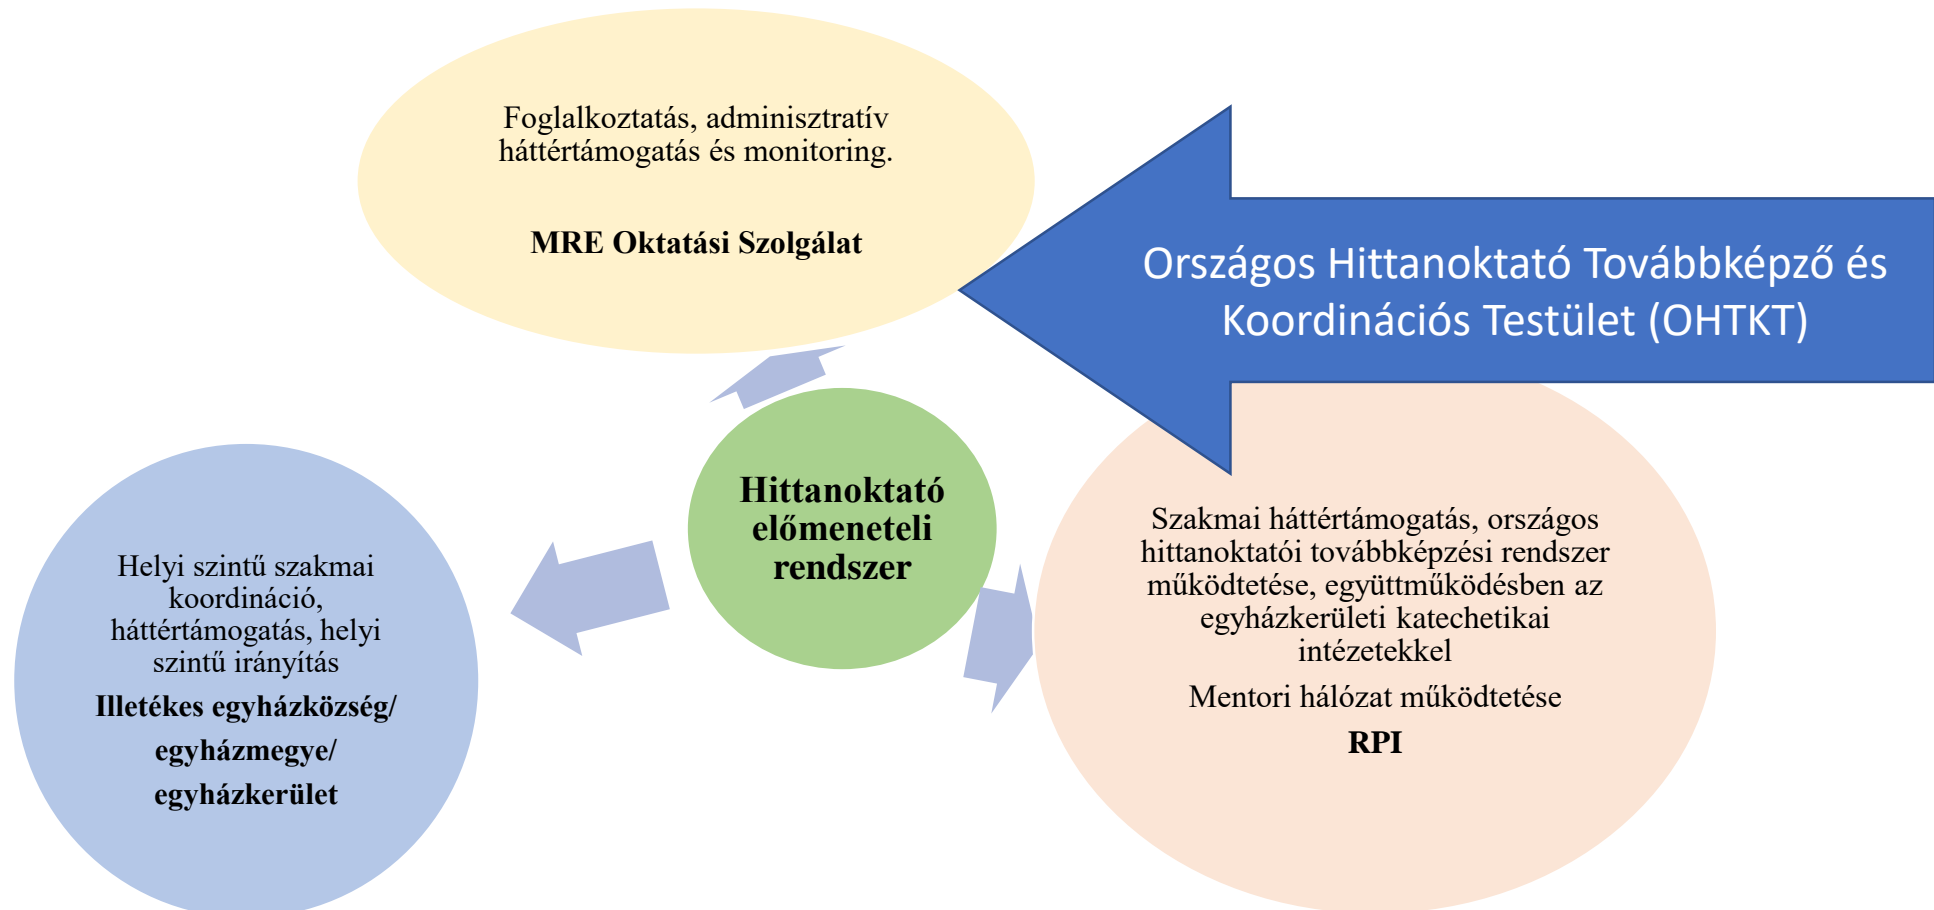 Foglalkoztatás, adminisztratív
háttértámogatás és monitoring.
MRE Oktatási Szolgálat
Országos Hittanoktató Továbbképző és
Koordinációs Testület (OHTKT)
Hittanoktató
előmeneteli
rendszer
Helyi szintű szakmai
koordináció,
háttértámogatás, helyi
szintű irányítás
Illetékes egyházközség/
egyházmegye/
egyházkerület
Szakmai háttértámogatás, országos
hittanoktatói továbbképzési rendszer
működtetése, együttműködésben az
egyházkerületi katechetikai
intézetekkel
Mentori hálózat működtetése
RPI